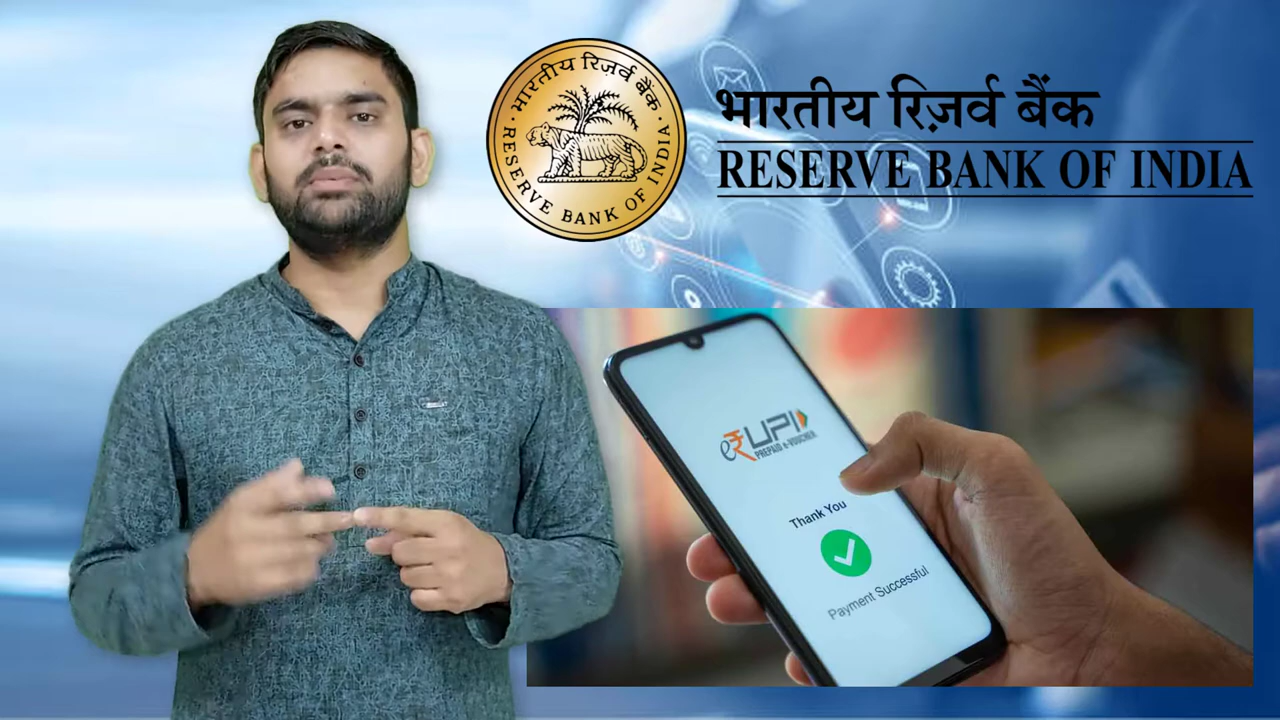 भारतीय रिज़र्व बैंक
RESERVE BANK OF INDIA
भारतीय रिज़र्व बैंक
RESERVE BANK OF INDIA
e₹UPI
PREPAID e-VOUCHER
Thank You
Payment Successful